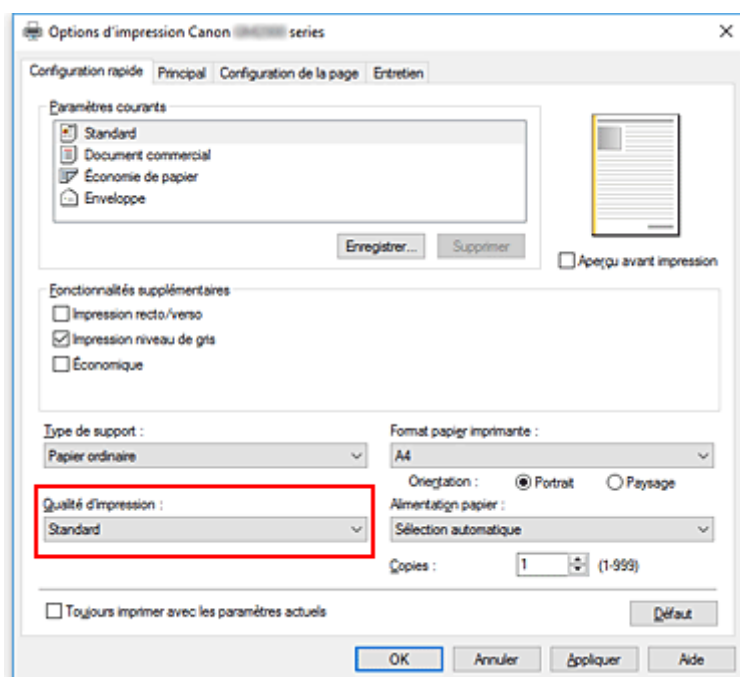 Options d'impression Canon series
Configuration rapide Principal Configuration de la page Entretien
Paramètres courants
Standard
Document commercial
Économie de papier
Enveloppe
Enregistrer... Supprimer
Aperçu avant impression
Fonctionnalités supplémentaires
Impression recto/verso
Impression niveau de gris
Économique
Type de support :
Papier ordinaire
Format papier imprimante :
A4
Orientation : Portrait Paysage
Qualité d'impression :
Standard
Alimentation papier :
Sélection automatique
Copies : 1 (1-999)
Toujours imprimer avec les paramètres actuels
Défaut
OK Annuler Appliquer Aide